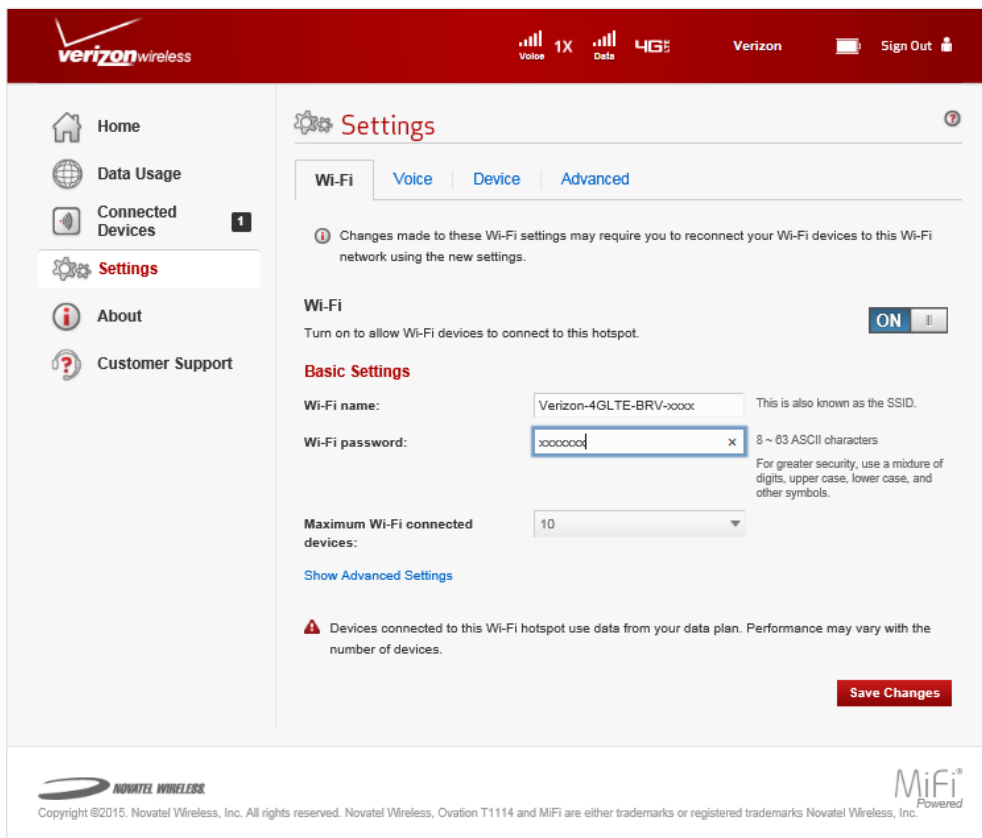 verizonwireless
Voice 1X Data 4GLTE Verizon Sign Out
Home
Data Usage
Connected Devices 1
Settings
About
Customer Support
Settings
Wi-Fi Voice Device Advanced
Changes made to these Wi-Fi settings may require you to reconnect your Wi-Fi devices to this Wi-Fi
network using the new settings.
Wi-Fi
Turn on to allow Wi-Fi devices to connect to this hotspot.
ON
Basic Settings
Wi-Fi name: Verizon-4GLTE-BRV-xxxx This is also known as the SSID.
Wi-Fi password: xxxxxxx × 8 ~ 63 ASCII characters
For greater security, use a mixture of
digits, upper case, lower case, and
other symbols.
Maximum Wi-Fi connected
devices: 10
Show Advanced Settings
Devices connected to this Wi-Fi hotspot use data from your data plan. Performance may vary with the
number of devices.
Save Changes
NOVATEL WIRELESS.
MiFi®
Powered
Copyright ©2015. Novatel Wireless, Inc. All rights reserved. Novatel Wireless, Ovation T1114 and MiFi are either trademarks or registered trademarks Novatel Wireless, Inc.